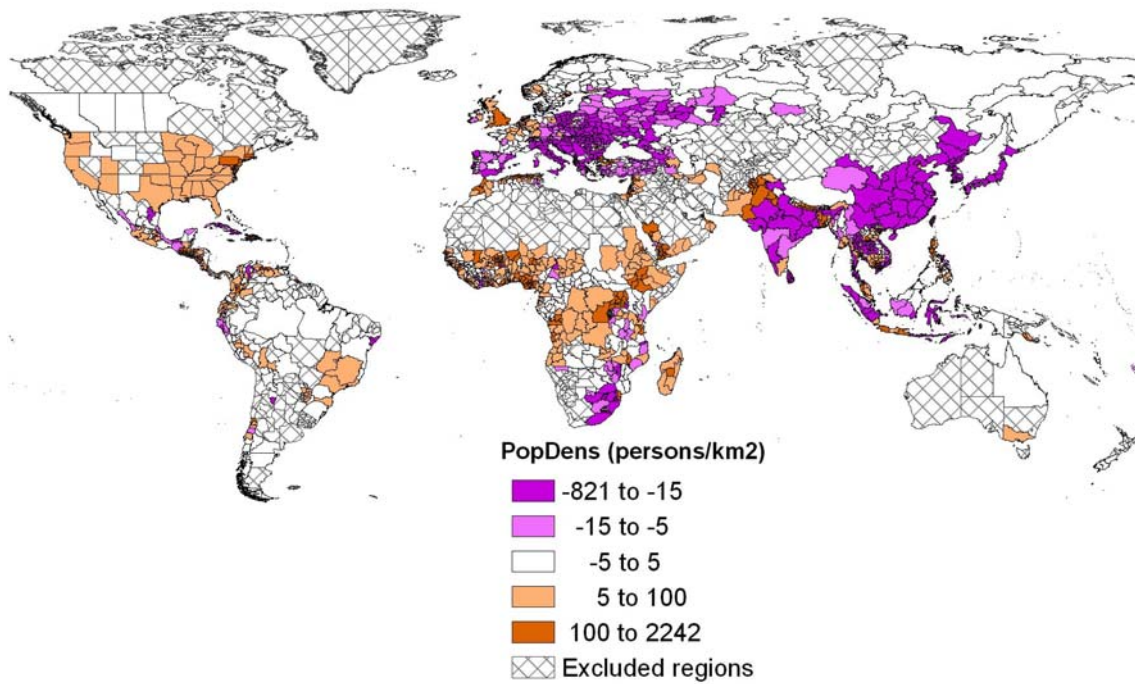 PopDens (persons/km2)
-821 to -15
-15 to -5
-5 to 5
5 to 100
100 to 2242
Excluded regions